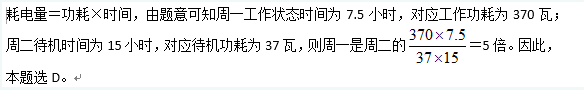 耗电量＝功耗×时间，由题意可知周一工作状态时间为 7.5 小时，对应工作功耗为 370 瓦；
周二待机时间为 15 小时，对应待机功耗为 37 瓦，则周一是周二的 370×7.5/37×15 ＝5 倍。因此，
本题选 D。